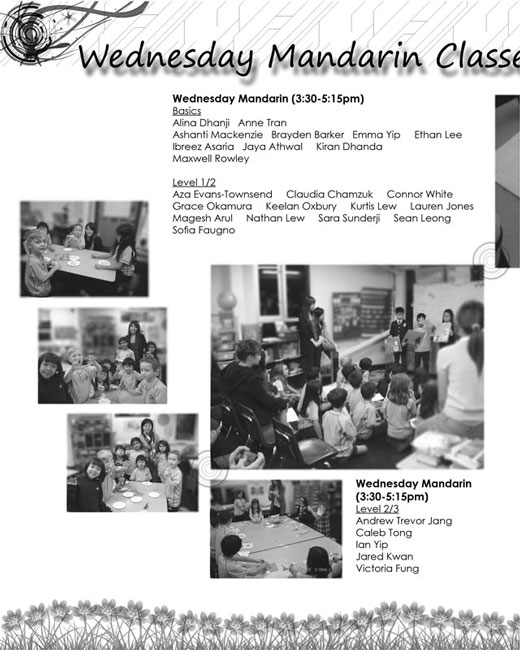 Wednesday Mandarin Classe
Wednesday Mandarin (3:30-5:15pm)
Basics
Alina Dhanji Anne Tran
Ashanti Mackenzie Brayden Barker Emma Yip Ethan Lee
Ibreez Asaria Jaya Athwal Kiran Dhanda
Maxwell Rowley
Level 1/2
Aza Evans-Townsend Claudia Chamzuk Connor White
Grace Okamura Keelan Oxbury Kurtis Lew Lauren Jones
Magesh Arul Nathan Lew Sara Sunderji Sean Leong
Sofia Faugno
Wednesday Mandarin
(3:30-5:15pm)
Level 2/3
Andrew Trevor Jang
Caleb Tong
Ian Yip
Jared Kwan
Victoria Fung